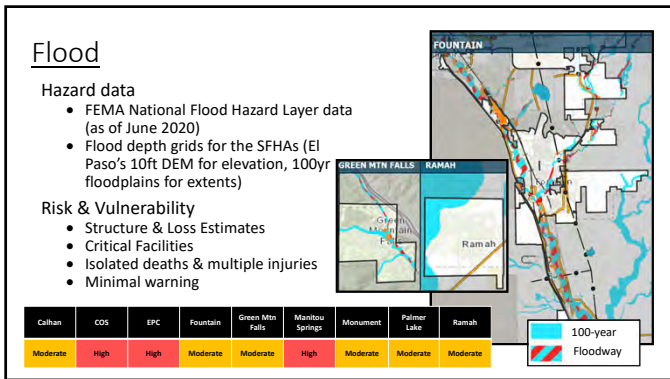 Flood
Hazard data
• FEMA National Flood Hazard Layer data
(as of June 2020)
• Flood depth grids for the SFHAs (El
Paso's 10ft DEM for elevation, 100yr
floodplains for extents)
Risk & Vulnerability
• Structure & Loss Estimates
• Critical Facilities
• Isolated deaths & multiple injuries
• Minimal warning
FOUNTAIN
GREEN MTN FALLS
RAMAH
Green
Mountain
Falls
Ramah
Calhan COS EPC Fountain Green Mtn Falls Manitou Springs Monument Palmer Lake Ramah
Moderate High High Moderate Moderate High Moderate Moderate Moderate
100-year
Floodway